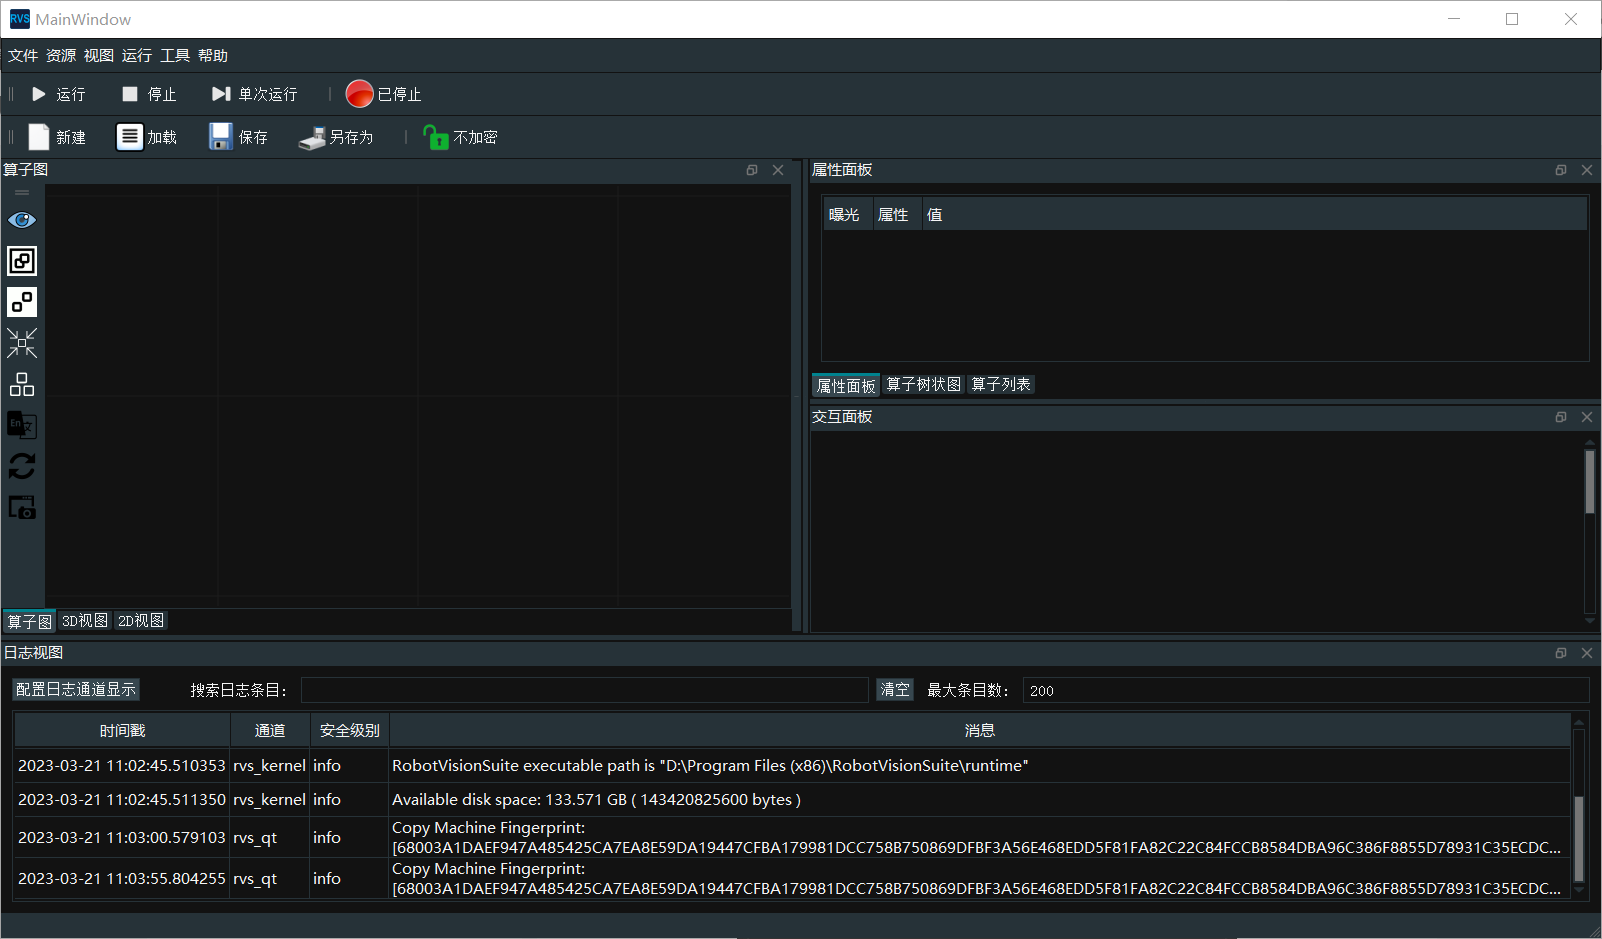 RVS MainWindow
文件 资源 视图 运行 工具 帮助
运行 停止 单次运行 已停止
新建 加载 保存 另存为 不加密
算子图
En 文
算子图 3D视图 2D视图
属性面板
曝光 属性 值
属性面板 算子树状图 算子列表
交互面板
日志视图
配置日志通道显示 搜索日志条目： 清空 最大条目数： 200
时间戳 通道 安全级别 消息
2023-03-21 11:02:45.510353 rvs_kernel info RobotVisionSuite executable path is "D:\Program Files (x86)\RobotVisionSuite\runtime"
2023-03-21 11:02:45.511350 rvs_kernel info Available disk space: 133.571 GB ( 143420825600 bytes )
2023-03-21 11:03:00.579103 rvs_qt info Copy Machine Fingerprint:
[68003A1DAEF947A485425CA7EA8E59DA19447CFBA179981DCC758B750869DFBF3A56E468EDD5F81FA82C22C84FCCB8584DBA96C386F8855D78931C35ECDC...
2023-03-21 11:03:55.804255 rvs_qt info Copy Machine Fingerprint:
[68003A1DAEF947A485425CA7EA8E59DA19447CFBA179981DCC758B750869DFBF3A56E468EDD5F81FA82C22C84FCCB8584DBA96C386F8855D78931C35ECDC...